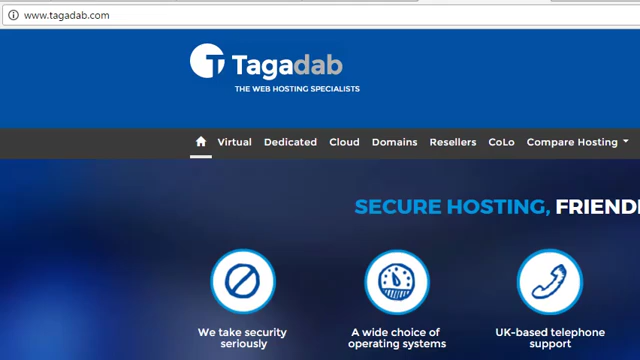 www.tagadab.com
Tagadab
THE WEB HOSTING SPECIALISTS
Virtual Dedicated Cloud Domains Resellers CoLo Compare Hosting
SECURE HOSTING, FRIEND
We take security
seriously
A wide choice of
operating systems
UK-based telephone
support